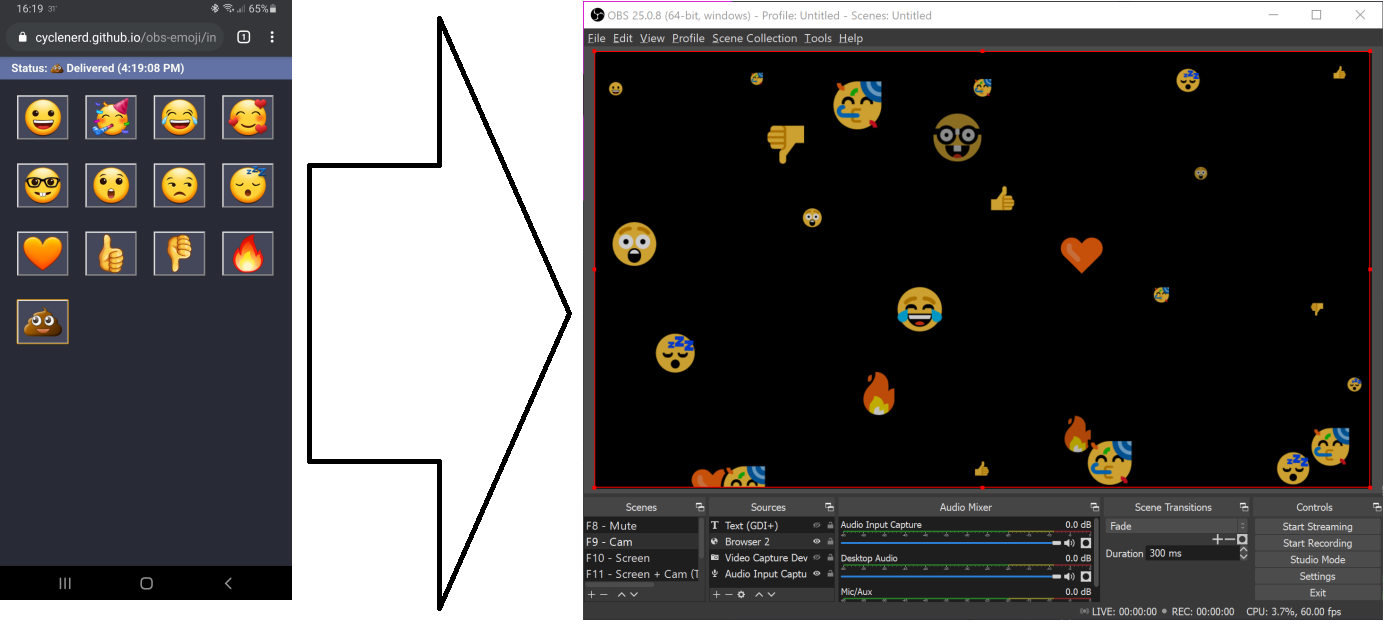 16:19 31° 65%
cyclenerd.github.io/obs-emoji/in 1
Status: 💩 Delivered (4:19:08 PM)
OBS 25.0.8 (64-bit, windows) - Profile: Untitled - Scenes: Untitled
File Edit View Profile Scene Collection Tools Help
Scenes
F8 - Mute
F9 - Cam
F10 - Screen
F11 - Screen + Cam (T
Sources
Text (GDI+)
Browser 2
Video Capture Dev
Audio Input Captu
Audio Mixer
Audio Input Capture 0.0 dB
Desktop Audio 0.0 dB
Mic/Aux 0.0 dB
Scene Transitions
Fade
Duration 300 ms
Controls
Start Streaming
Start Recording
Studio Mode
Settings
Exit
LIVE: 00:00:00 REC: 00:00:00 CPU: 3.7%, 60.00 fps